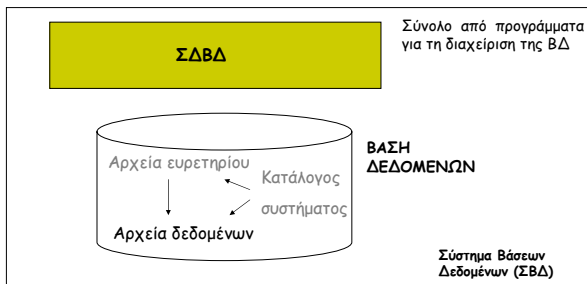 Σύνολο από προγράμματα
για τη διαχείριση της ΒΔ
ΣΔΒΔ
ΒΑΣΗ
ΔΕΔΟΜΕΝΩΝ
Αρχεία ευρετηρίου
Κατάλογος
συστήματος
Αρχεία δεδομένων
Σύστημα Βάσεων
Δεδομένων (ΣΒΔ)